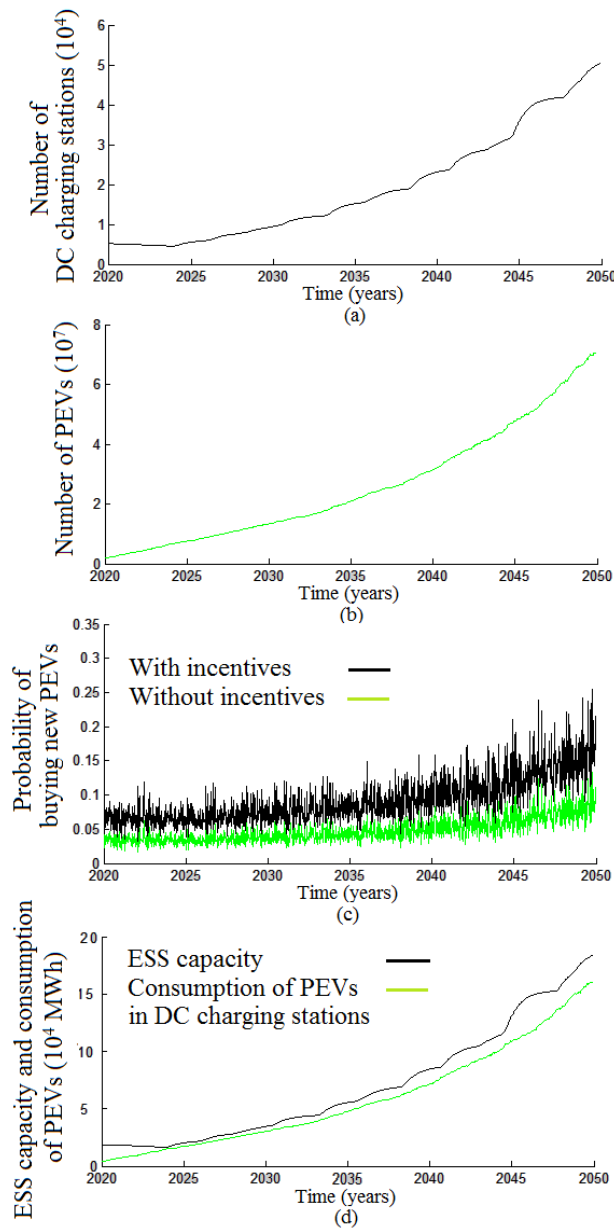 Number of
DC charging stations (10⁴)
6
5
4
3
2
1
0
2020 2025 2030 2035 2040 2045 2050
Time (years)
(a)
Number of PEVs (10⁷)
8
6
4
2
0
2020 2025 2030 2035 2040 2045 2050
Time (years)
(b)
Probability of
buying new PEVs
0.35
0.3
0.25
0.2
0.15
0.1
0.05
0
With incentives
Without incentives
2020 2025 2030 2035 2040 2045 2050
Time (years)
(c)
ESS capacity and consumption
of PEVs (10⁴ MWh)
20
15
10
5
0
ESS capacity
Consumption of PEVs
in DC charging stations
2020 2025 2030 2035 2040 2045 2050
Time (years)
(d)